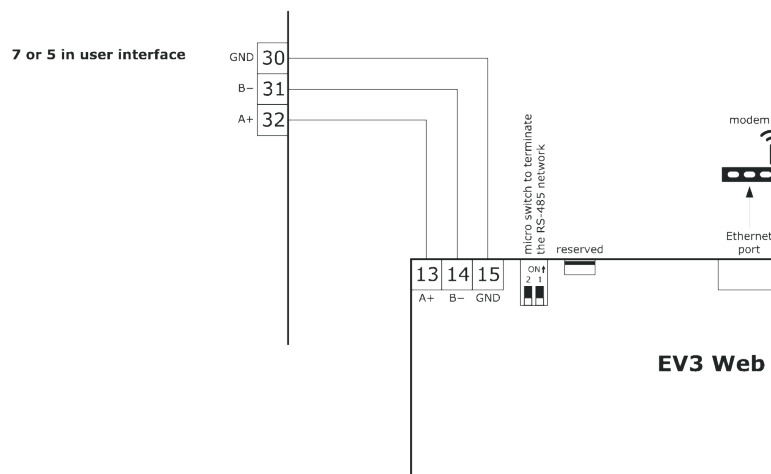 7 or 5 in user interface
GND 30
B− 31
A+ 32
micro switch to terminate
the RS-485 network
modem
reserved
Ethernet
port
13 14 15
A+ B− GND
ON
2 1
EV3 Web